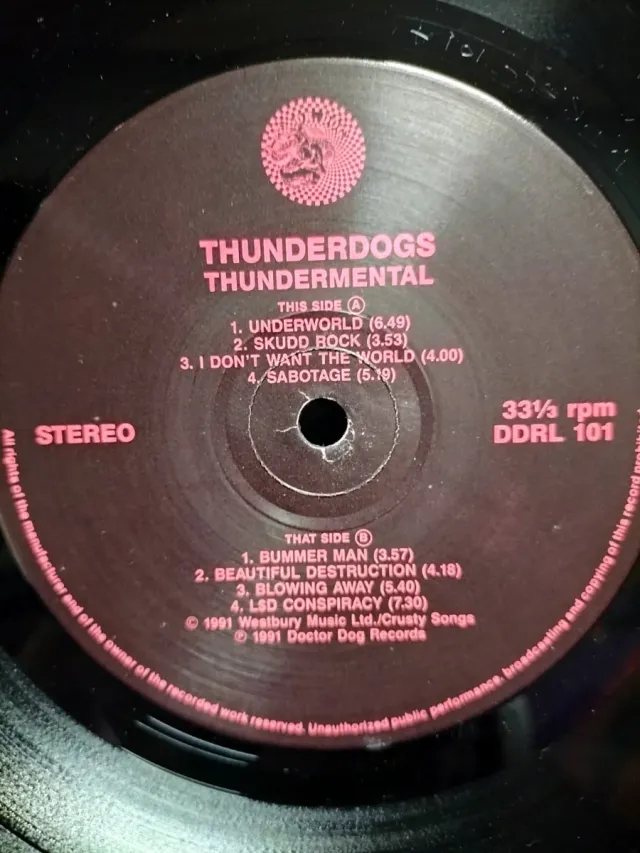 THUNDERDOGS
THUNDERMENTAL
THIS SIDE Ⓐ
1. UNDERWORLD (6.49)
2. SKUDD ROCK (3.53)
3. I DON'T WANT THE WORLD (4.00)
4. SABOTAGE (5.19)
STEREO
33⅓ rpm
DDRL 101
THAT SIDE Ⓑ
1. BUMMER MAN (3.57)
2. BEAUTIFUL DESTRUCTION (4.18)
3. BLOWING AWAY (5.40)
4. LSD CONSPIRACY (7.30)
© 1991 Westbury Music Ltd./Crusty Songs
℗ 1991 Doctor Dog Records
All rights of the manufacturer and of the owner of the recorded work reserved. Unauthorized public performance, broadcasting and copying of this record